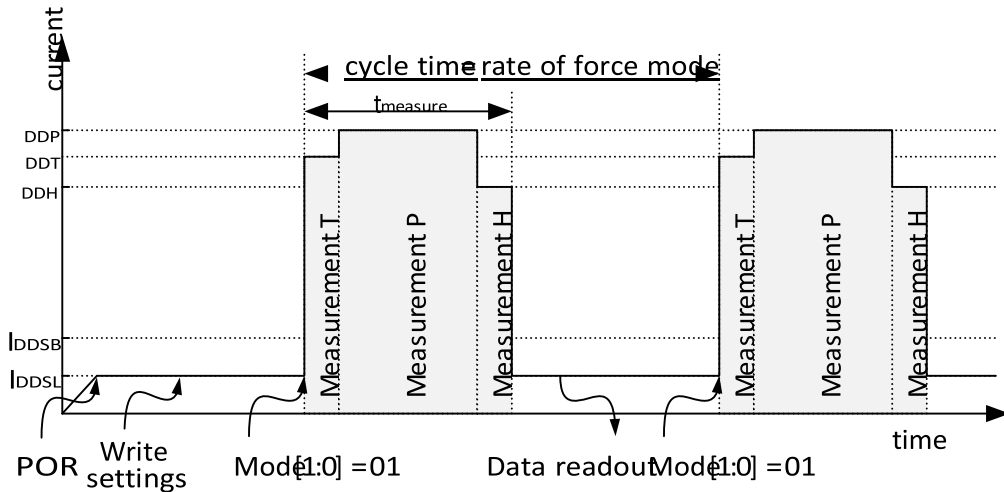 current
cycle time = rate of force mode
tmeasure
DDP
DDT
DDH
IDDSB
IDDSL
Measurement T
Measurement P
Measurement H
Measurement T
Measurement P
Measurement H
time
POR
Write
settings
Mode[1:0] = 01
Data readout
Mode[1:0] = 01